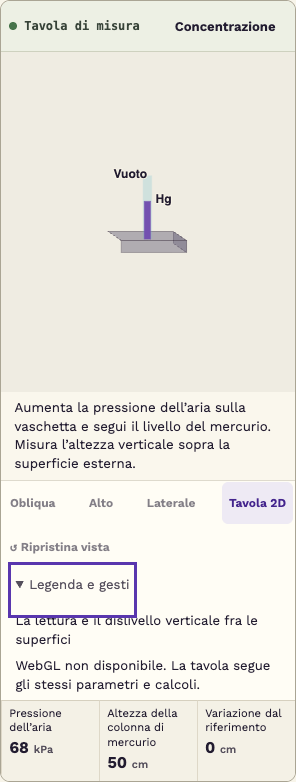 Tavola di misura
Concentrazione
Vuoto
Hg
Aumenta la pressione dell’aria sulla
vaschetta e segui il livello del mercurio.
Misura l’altezza verticale sopra la
superficie esterna.
Obliqua Alto Laterale Tavola 2D
↺ Ripristina vista
▼ Legenda e gesti
La lettura è il dislivello verticale fra le
superfici
WebGL non disponibile. La tavola segue
gli stessi parametri e calcoli.
Pressione
dell’aria
68 kPa
Altezza della
colonna di
mercurio
50 cm
Variazione dal
riferimento
0 cm